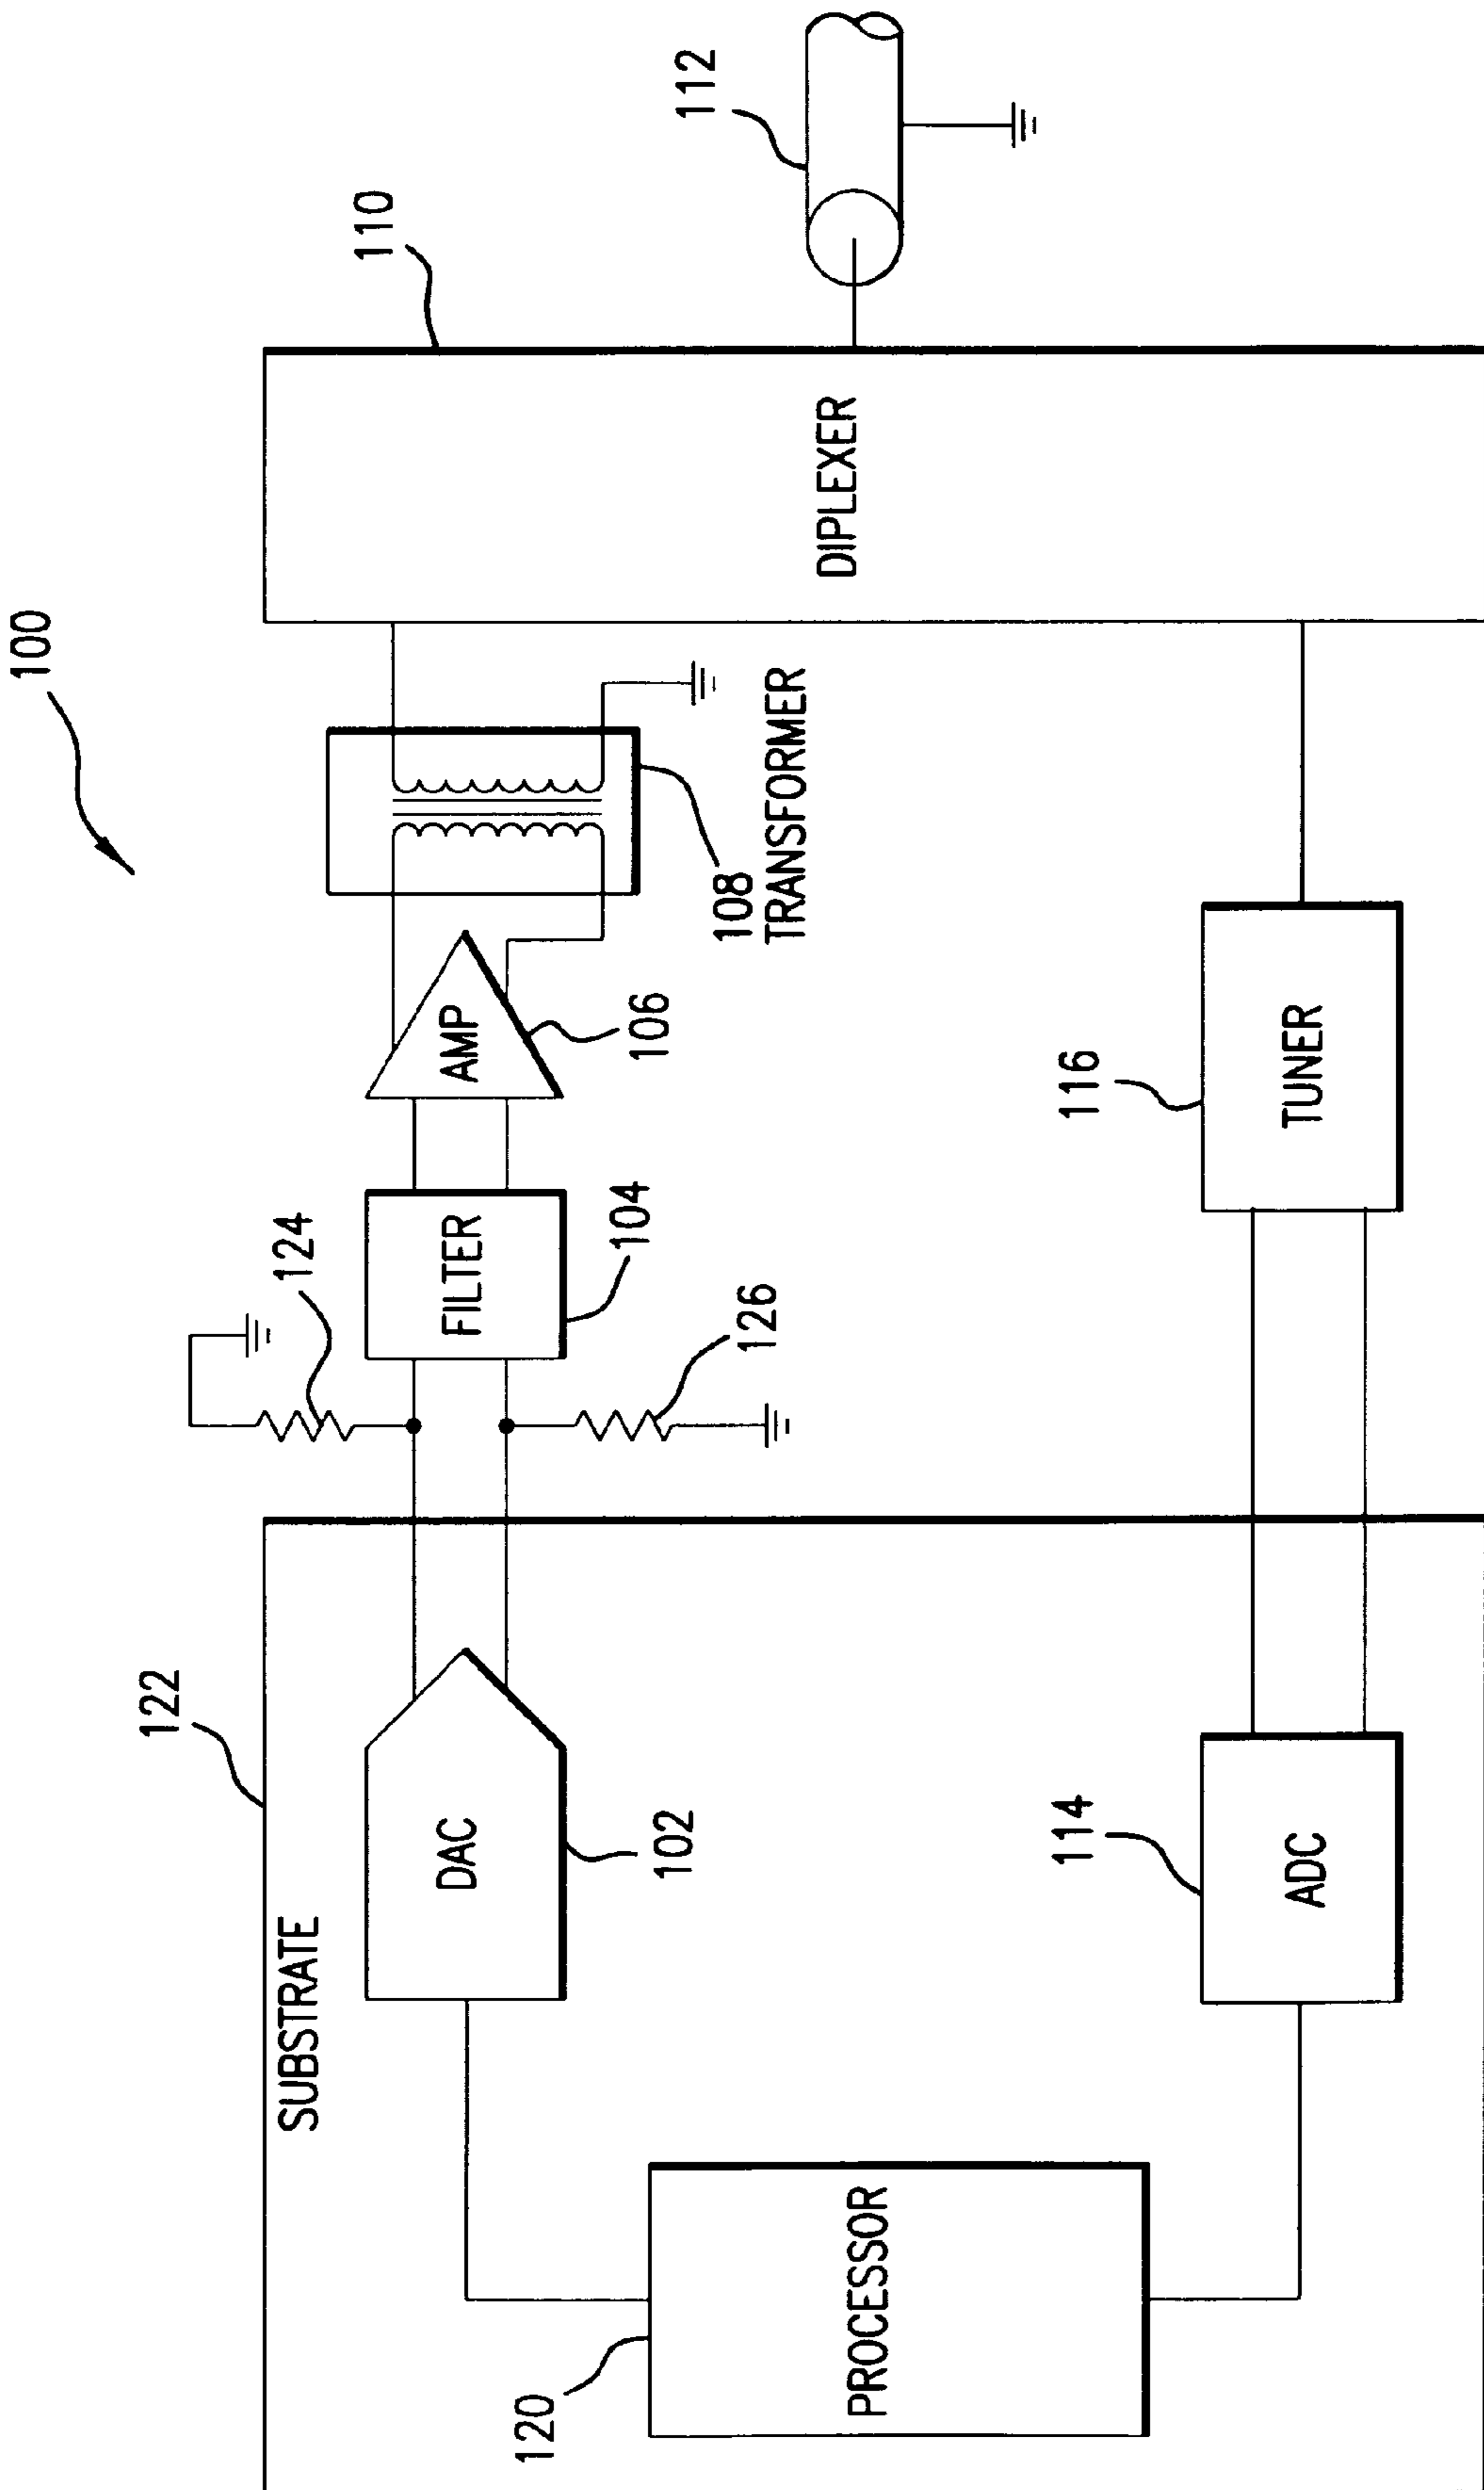 100
122
SUBSTRATE
124
110
112
DAC
102
FILTER
104
AMP
106
126
108
TRANSFORMER
DIPLEXER
120
PROCESSOR
114
ADC
116
TUNER